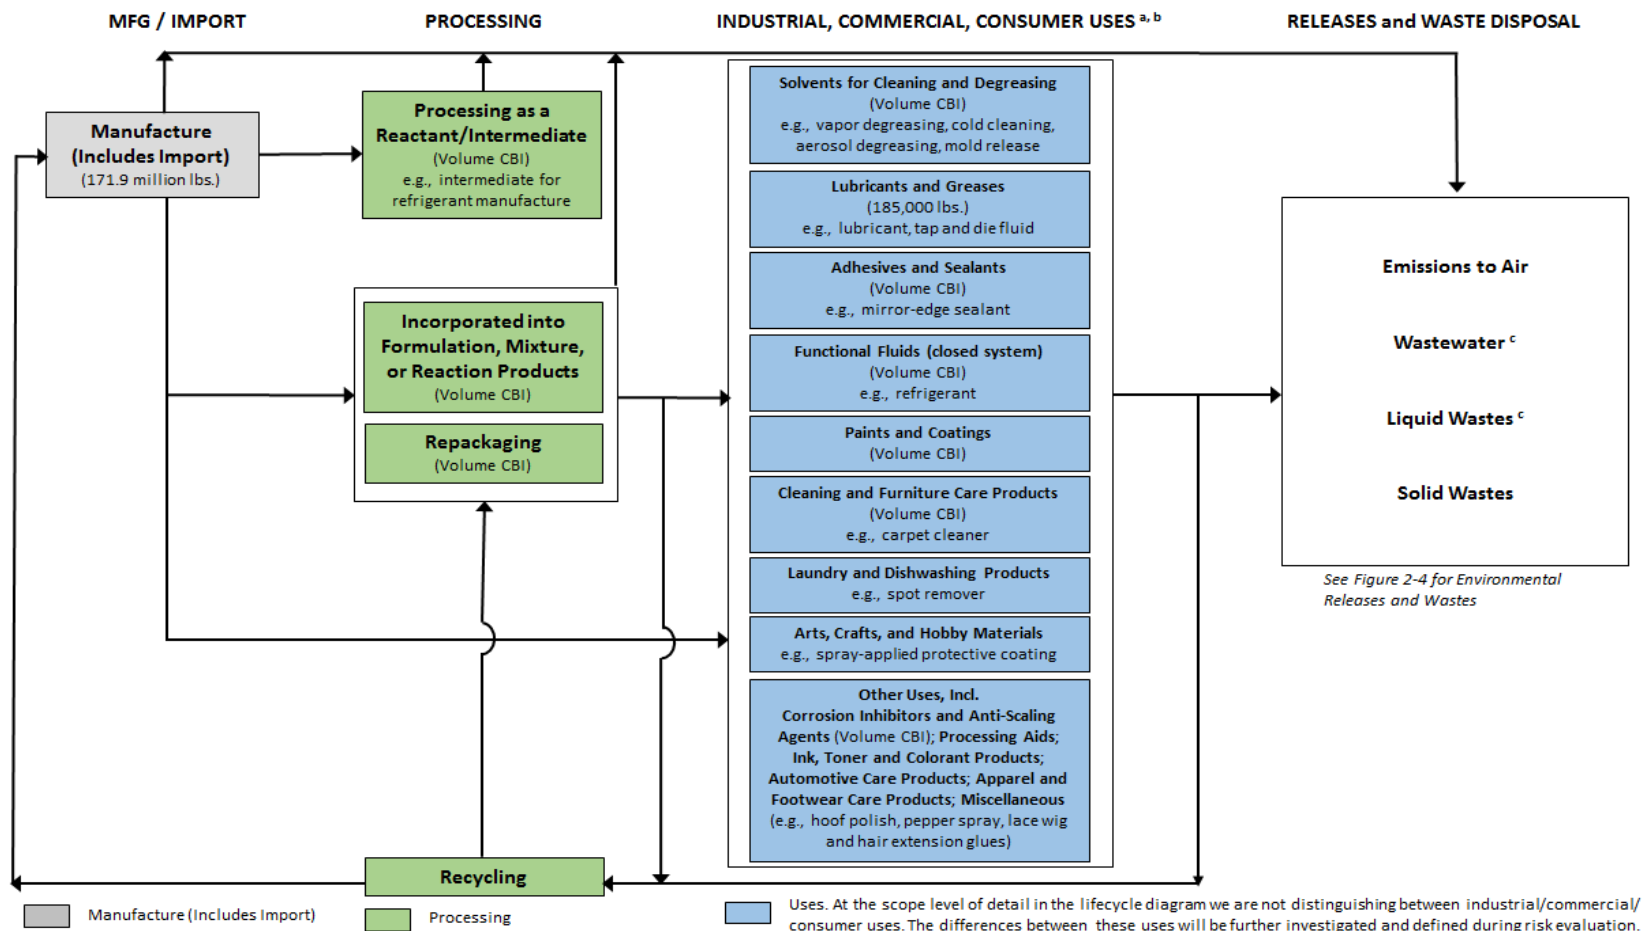 MFG / IMPORT
PROCESSING
INDUSTRIAL, COMMERCIAL, CONSUMER USES a, b
RELEASES and WASTE DISPOSAL
Manufacture
(Includes Import)
(171.9 million lbs.)
Processing as a
Reactant/Intermediate
(Volume CBI)
e.g., intermediate for
refrigerant manufacture
Incorporated into
Formulation, Mixture,
or Reaction Products
(Volume CBI)
Repackaging
(Volume CBI)
Recycling
Solvents for Cleaning and Degreasing
(Volume CBI)
e.g., vapor degreasing, cold cleaning,
aerosol degreasing, mold release
Lubricants and Greases
(185,000 lbs.)
e.g., lubricant, tap and die fluid
Adhesives and Sealants
(Volume CBI)
e.g., mirror-edge sealant
Functional Fluids (closed system)
(Volume CBI)
e.g., refrigerant
Paints and Coatings
(Volume CBI)
Cleaning and Furniture Care Products
(Volume CBI)
e.g., carpet cleaner
Laundry and Dishwashing Products
e.g., spot remover
Arts, Crafts, and Hobby Materials
e.g., spray-applied protective coating
Other Uses, Incl.
Corrosion Inhibitors and Anti-Scaling
Agents (Volume CBI); Processing Aids;
Ink, Toner and Colorant Products;
Automotive Care Products; Apparel and
Footwear Care Products; Miscellaneous
(e.g., hoof polish, pepper spray, lace wig
and hair extension glues)
Emissions to Air
Wastewater c
Liquid Wastes c
Solid Wastes
See Figure 2-4 for Environmental
Releases and Wastes
Manufacture (Includes Import)
Processing
Uses. At the scope level of detail in the lifecycle diagram we are not distinguishing between industrial/commercial/
consumer uses. The differences between these uses will be further investigated and defined during risk evaluation.